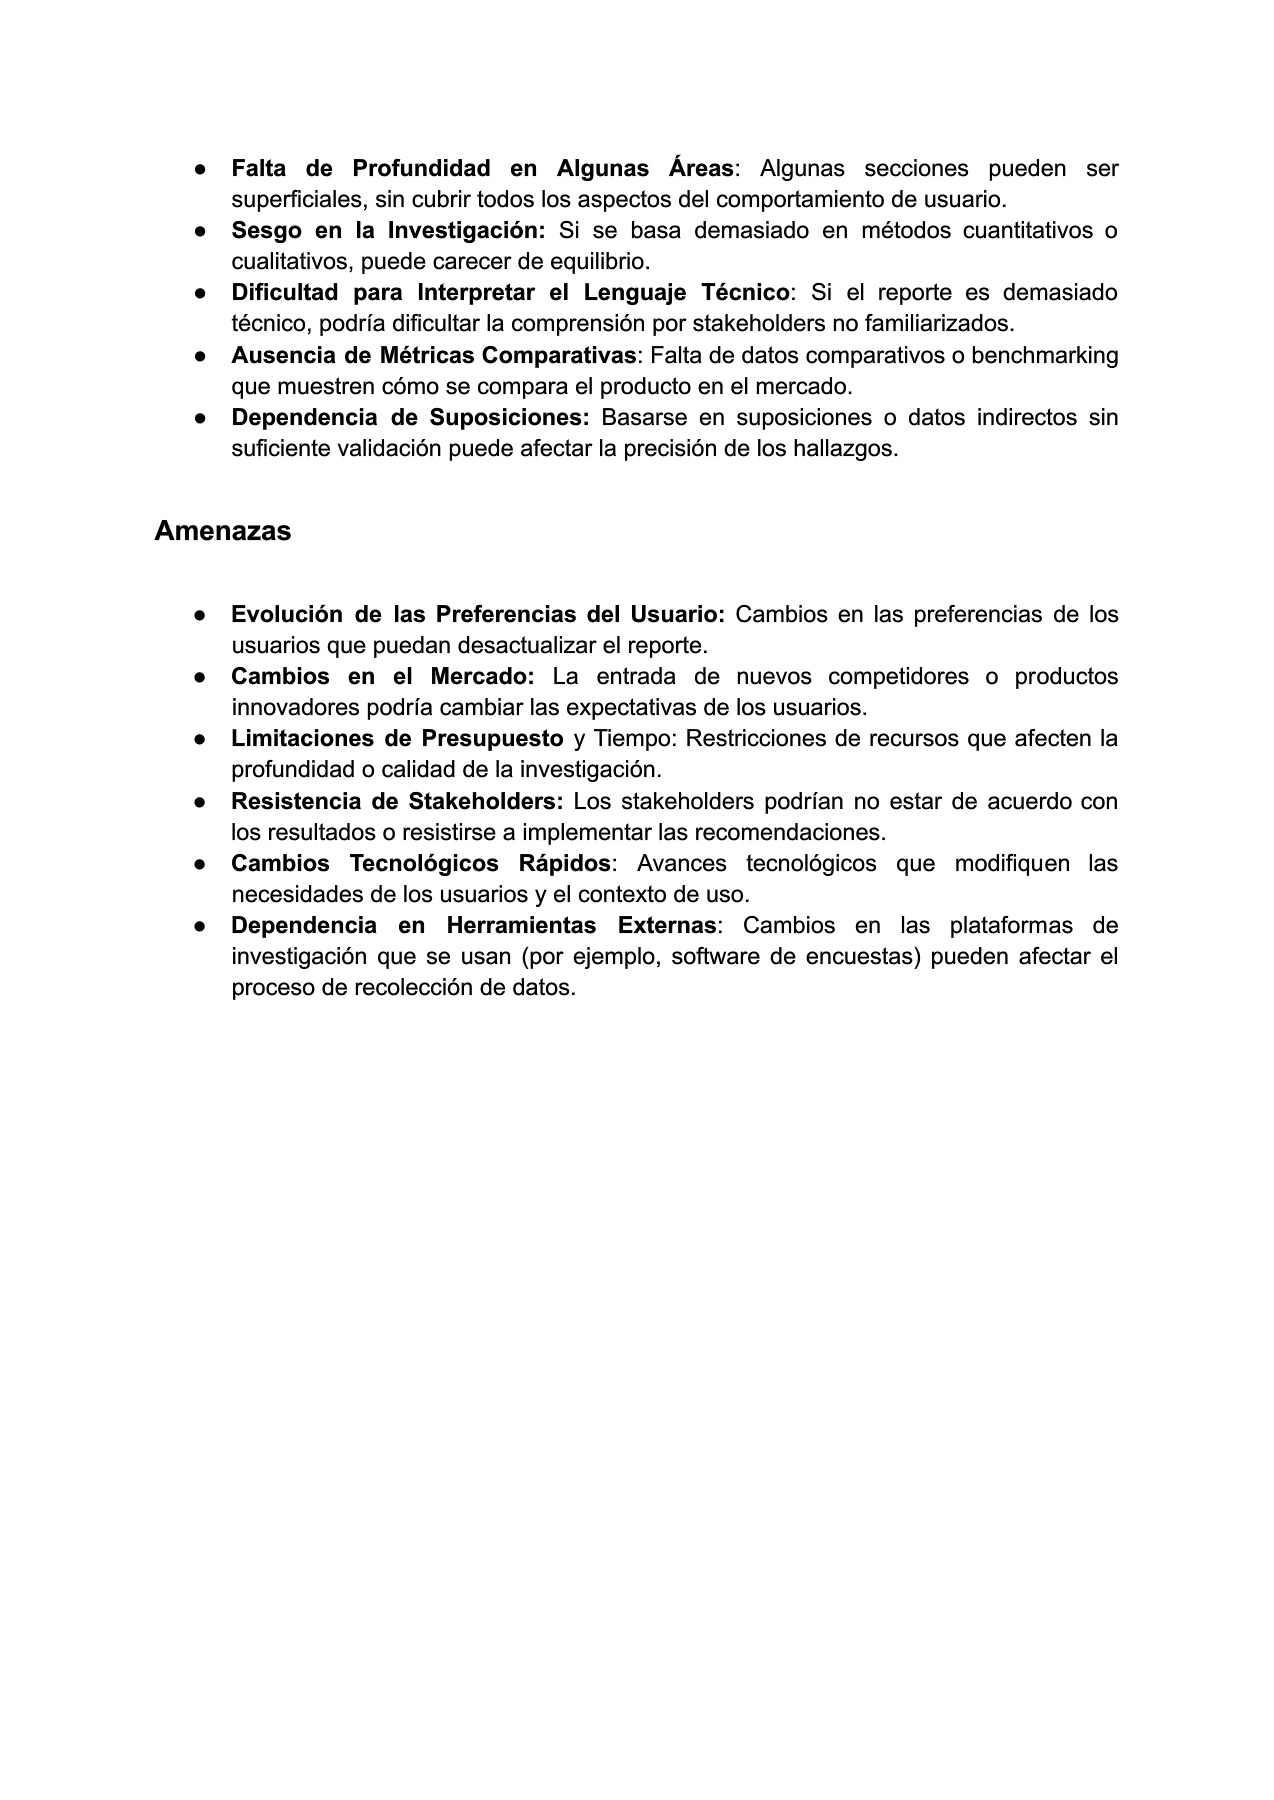 ● Falta de Profundidad en Algunas Áreas: Algunas secciones pueden ser
superficiales, sin cubrir todos los aspectos del comportamiento de usuario.
● Sesgo en la Investigación: Si se basa demasiado en métodos cuantitativos o
cualitativos, puede carecer de equilibrio.
● Dificultad para Interpretar el Lenguaje Técnico: Si el reporte es demasiado
técnico, podría dificultar la comprensión por stakeholders no familiarizados.
● Ausencia de Métricas Comparativas: Falta de datos comparativos o benchmarking
que muestren cómo se compara el producto en el mercado.
● Dependencia de Suposiciones: Basarse en suposiciones o datos indirectos sin
suficiente validación puede afectar la precisión de los hallazgos.
Amenazas
● Evolución de las Preferencias del Usuario: Cambios en las preferencias de los
usuarios que puedan desactualizar el reporte.
● Cambios en el Mercado: La entrada de nuevos competidores o productos
innovadores podría cambiar las expectativas de los usuarios.
● Limitaciones de Presupuesto y Tiempo: Restricciones de recursos que afecten la
profundidad o calidad de la investigación.
● Resistencia de Stakeholders: Los stakeholders podrían no estar de acuerdo con
los resultados o resistirse a implementar las recomendaciones.
● Cambios Tecnológicos Rápidos: Avances tecnológicos que modifiquen las
necesidades de los usuarios y el contexto de uso.
● Dependencia en Herramientas Externas: Cambios en las plataformas de
investigación que se usan (por ejemplo, software de encuestas) pueden afectar el
proceso de recolección de datos.